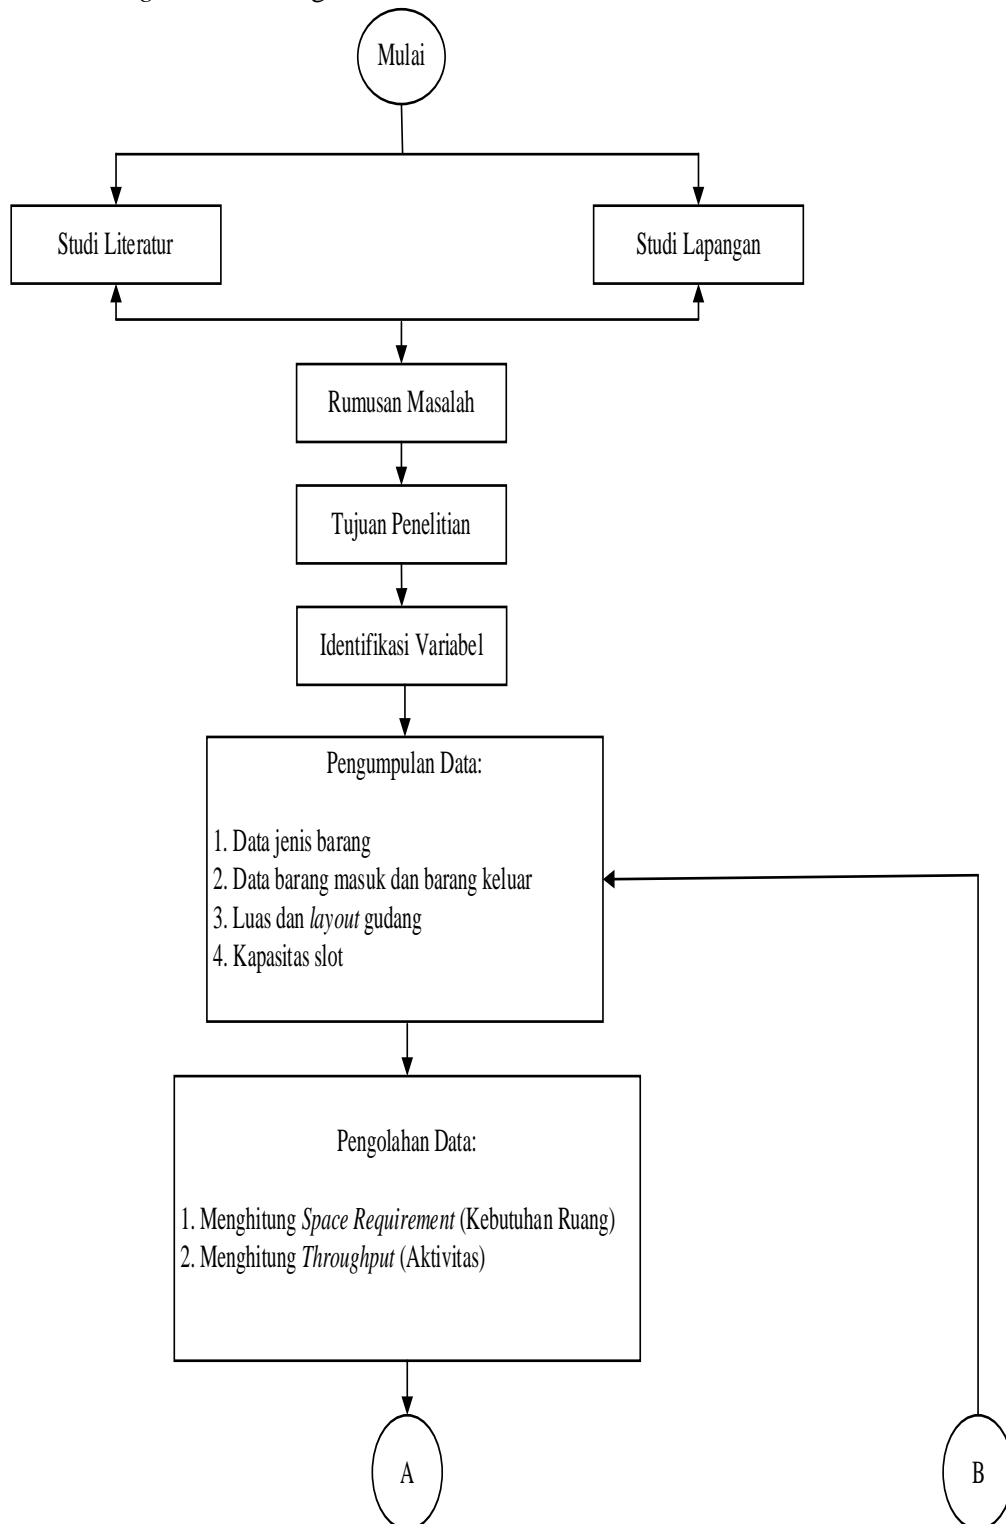 Mulai
Studi Literatur
Studi Lapangan
Rumusan Masalah
Tujuan Penelitian
Identifikasi Variabel
Pengumpulan Data:
1. Data jenis barang
2. Data barang masuk dan barang keluar
3. Luas dan layout gudang
4. Kapasitas slot
Pengolahan Data:
1. Menghitung Space Requirement (Kebutuhan Ruang)
2. Menghitung Throughput (Aktivitas)
A
B